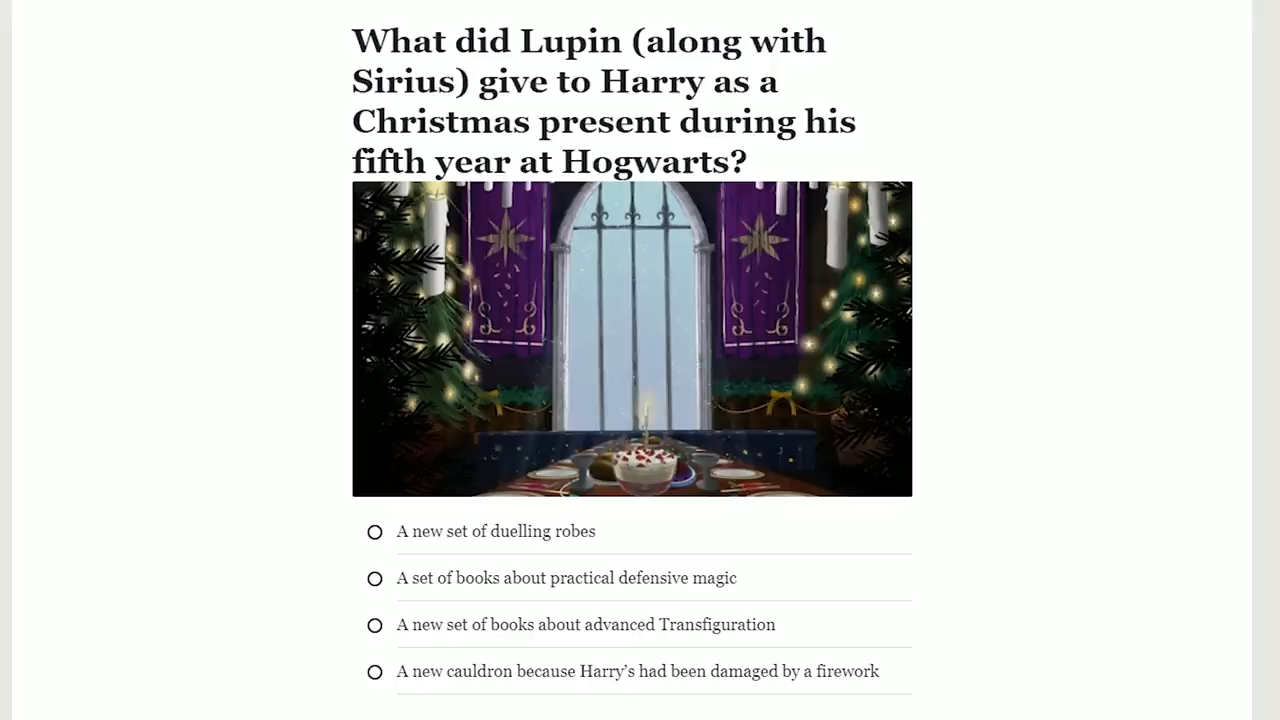 What did Lupin (along with
Sirius) give to Harry as a
Christmas present during his
fifth year at Hogwarts?
A new set of duelling robes
A set of books about practical defensive magic
A new set of books about advanced Transfiguration
A new cauldron because Harry’s had been damaged by a firework